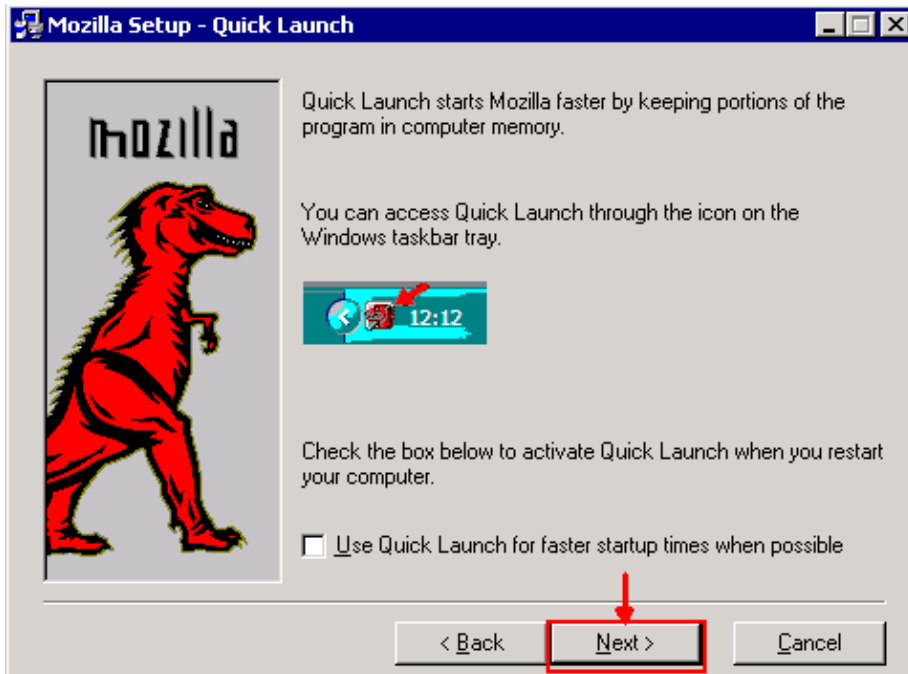 Mozilla Setup - Quick Launch
mozilla
Quick Launch starts Mozilla faster by keeping portions of the
program in computer memory.
You can access Quick Launch through the icon on the
Windows taskbar tray.
12:12
Check the box below to activate Quick Launch when you restart
your computer.
Use Quick Launch for faster startup times when possible
< Back
Next >
Cancel